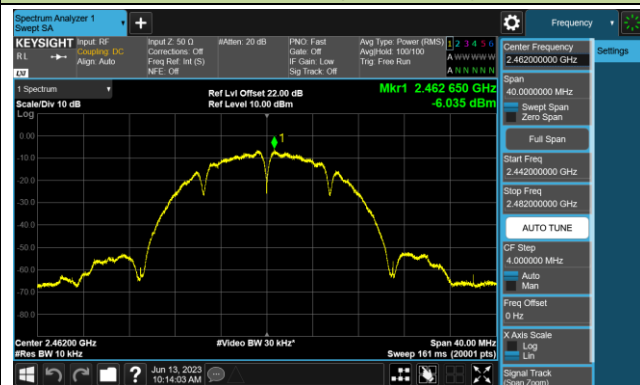 Spectrum Analyzer 1
Swept SA
Frequency
KEYSIGHT
RL
LXI
Input: RF
Coupling: DC
Align: Auto
Input Z: 50 Ω
Corrections: Off
Freq Ref: Int (S)
NFE: Off
#Atten: 20 dB
PNO: Fast
Gate: Off
IF Gain: Low
Sig Track: Off
Avg Type: Power (RMS)
Avg|Hold: 100/100
Trig: Free Run
1 2 3 4 5 6
A W W W W W
A N N N N N
1 Spectrum
Scale/Div 10 dB
Log
Ref Lvl Offset 22.00 dB
Ref Level 10.00 dBm
Mkr1 2.462 650 GHz
-6.035 dBm
1
0.00
-10.0
-20.0
-30.0
-40.0
-50.0
-60.0
-70.0
-80.0
Center 2.46200 GHz
#Res BW 10 kHz
#Video BW 30 kHz*
Span 40.00 MHz
Sweep 161 ms (20001 pts)
Jun 13, 2023
10:14:03 AM
Center Frequency
2.462000000 GHz
Settings
Span
40.0000000 MHz
Swept Span
Zero Span
Full Span
Start Freq
2.442000000 GHz
Stop Freq
2.482000000 GHz
AUTO TUNE
CF Step
4.000000 MHz
Auto
Man
Freq Offset
0 Hz
X Axis Scale
Log
Lin
Signal Track
(Span Zoom)